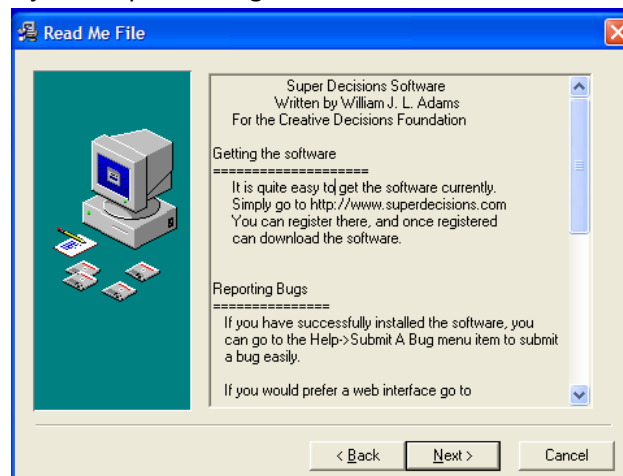 Read Me File
Super Decisions Software
Written by William J. L. Adams
For the Creative Decisions Foundation
Getting the software
====================
It is quite easy to get the software currently.
Simply go to http://www.superdecisions.com
You can register there, and once registered
can download the software.
Reporting Bugs
===============
If you have successfully installed the software, you
can go to the Help->Submit A Bug menu item to submit
a bug easily.
If you would prefer a web interface go to
< Back
Next >
Cancel